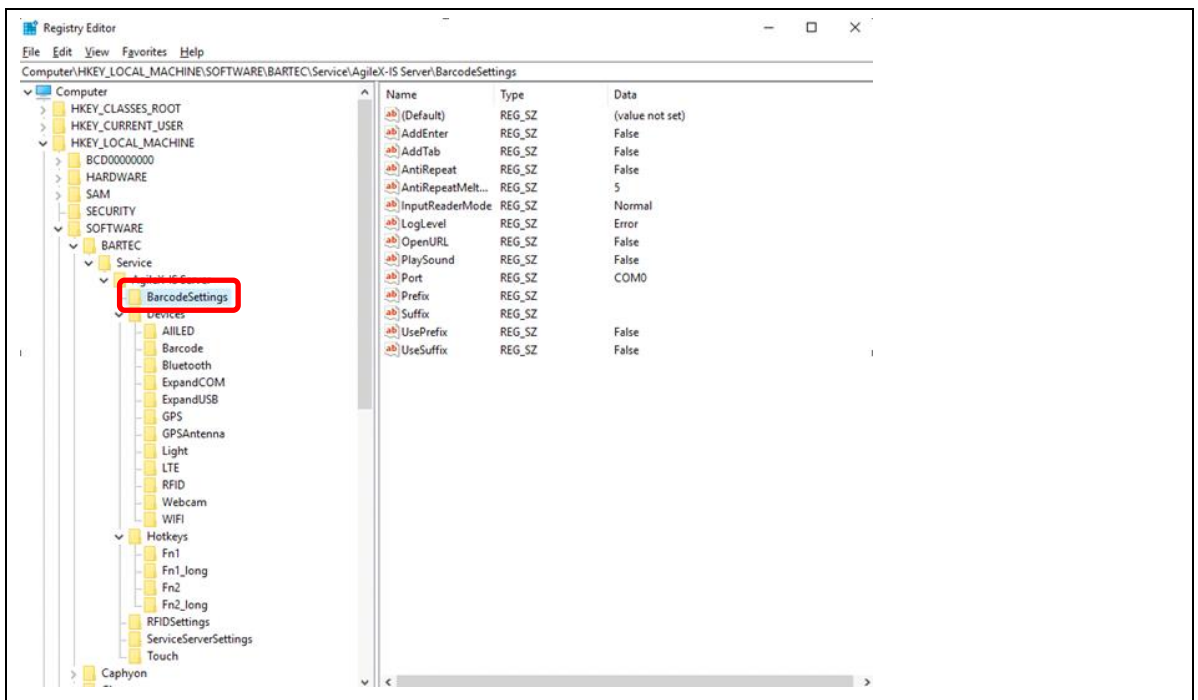 Registry Editor
File Edit View Favorites Help
Computer\HKEY_LOCAL_MACHINE\SOFTWARE\BARTEC\Service\AgileX-IS Server\BarcodeSettings
Computer
HKEY_CLASSES_ROOT
HKEY_CURRENT_USER
HKEY_LOCAL_MACHINE
BCD00000000
HARDWARE
SAM
SECURITY
SOFTWARE
BARTEC
Service
AgileX-IS Server
BarcodeSettings
Devices
AllLED
Barcode
Bluetooth
ExpandCOM
ExpandUSB
GPS
GPSAntenna
Light
LTE
RFID
Webcam
WIFI
Hotkeys
Fn1
Fn1_long
Fn2
Fn2_long
RFIDSettings
ServiceServerSettings
Touch
Caphyon
Name Type Data
(Default) REG_SZ (value not set)
AddEnter REG_SZ False
AddTab REG_SZ False
AntiRepeat REG_SZ False
AntiRepeatMelt... REG_SZ 5
InputReaderMode REG_SZ Normal
LogLevel REG_SZ Error
OpenURL REG_SZ False
PlaySound REG_SZ False
Port REG_SZ COM0
Prefix REG_SZ
Suffix REG_SZ
UsePrefix REG_SZ False
UseSuffix REG_SZ False